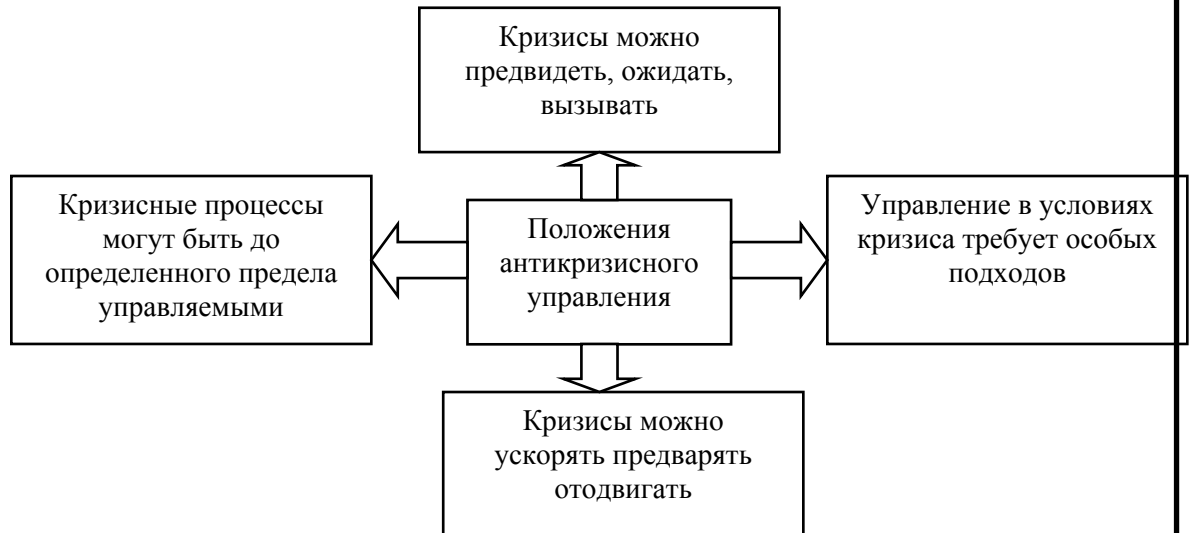 Кризисы можно
предвидеть, ожидать,
вызывать
Кризисные процессы
могут быть до
определенного предела
управляемыми
Положения
антикризисного
управления
Управление в условиях
кризиса требует особых
подходов
Кризисы можно
ускорять предварять
отодвигать